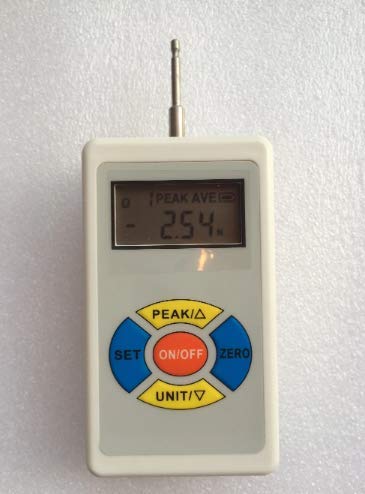 PEAK AVE
- 2.54 N
PEAK/△
SET ON/OFF ZERO
UNIT/▽